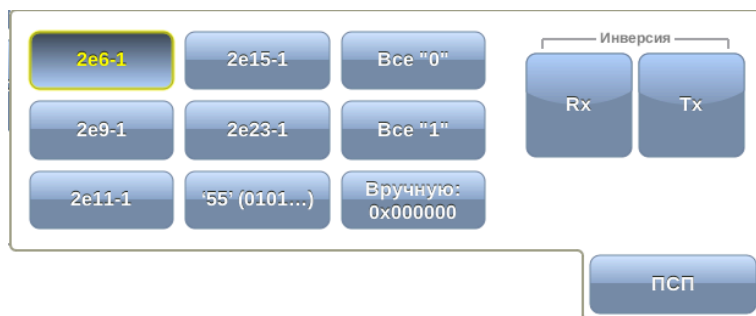 2e6-1 2e15-1 Все "0" Инверсия
2e9-1 2e23-1 Все "1" Rx Tx
2e11-1 ‘55’ (0101...) Вручную:
0x000000
ПСП